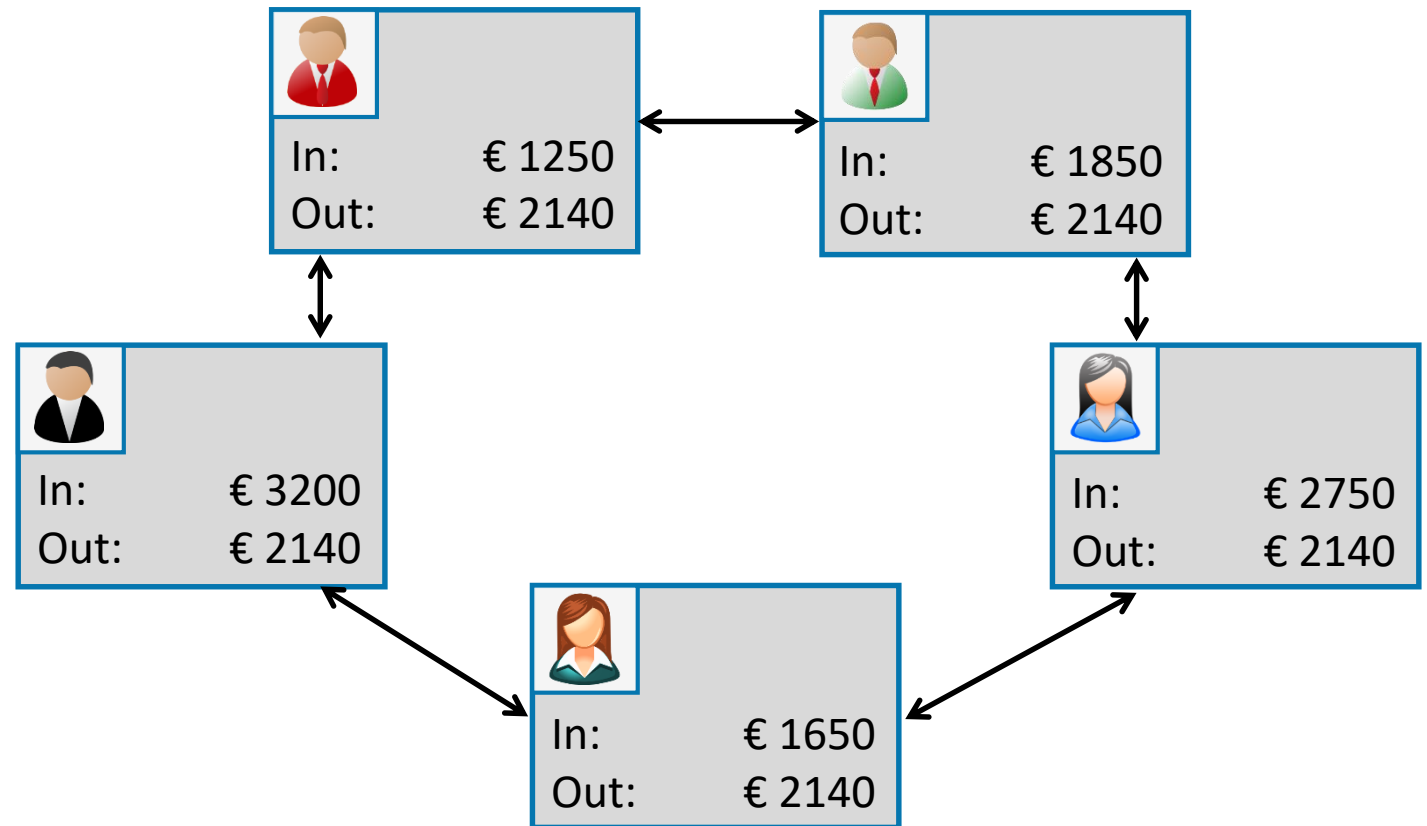 In: € 1250
Out: € 2140
In: € 1850
Out: € 2140
In: € 3200
Out: € 2140
In: € 2750
Out: € 2140
In: € 1650
Out: € 2140